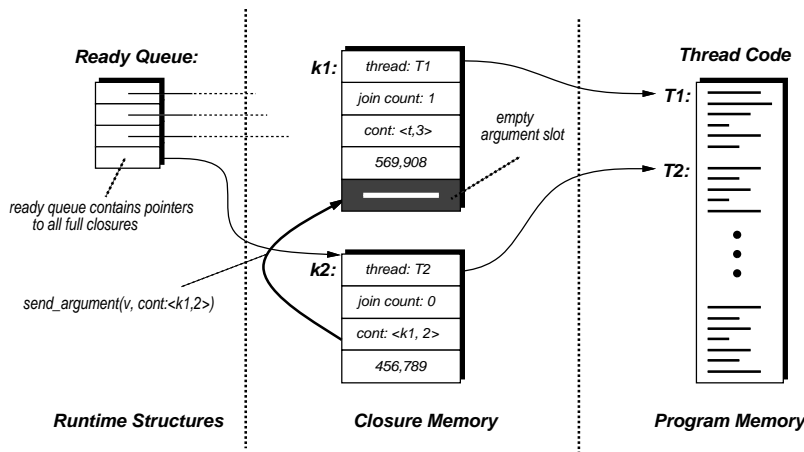 Ready Queue:
ready queue contains pointers
to all full closures
send_argument(v, cont:<k1,2>)
Runtime Structures
k1:
thread: T1
join count: 1
cont: <t,3>
569,908
empty
argument slot
k2:
thread: T2
join count: 0
cont: <k1, 2>
456,789
Closure Memory
Thread Code
T1:
T2:
Program Memory